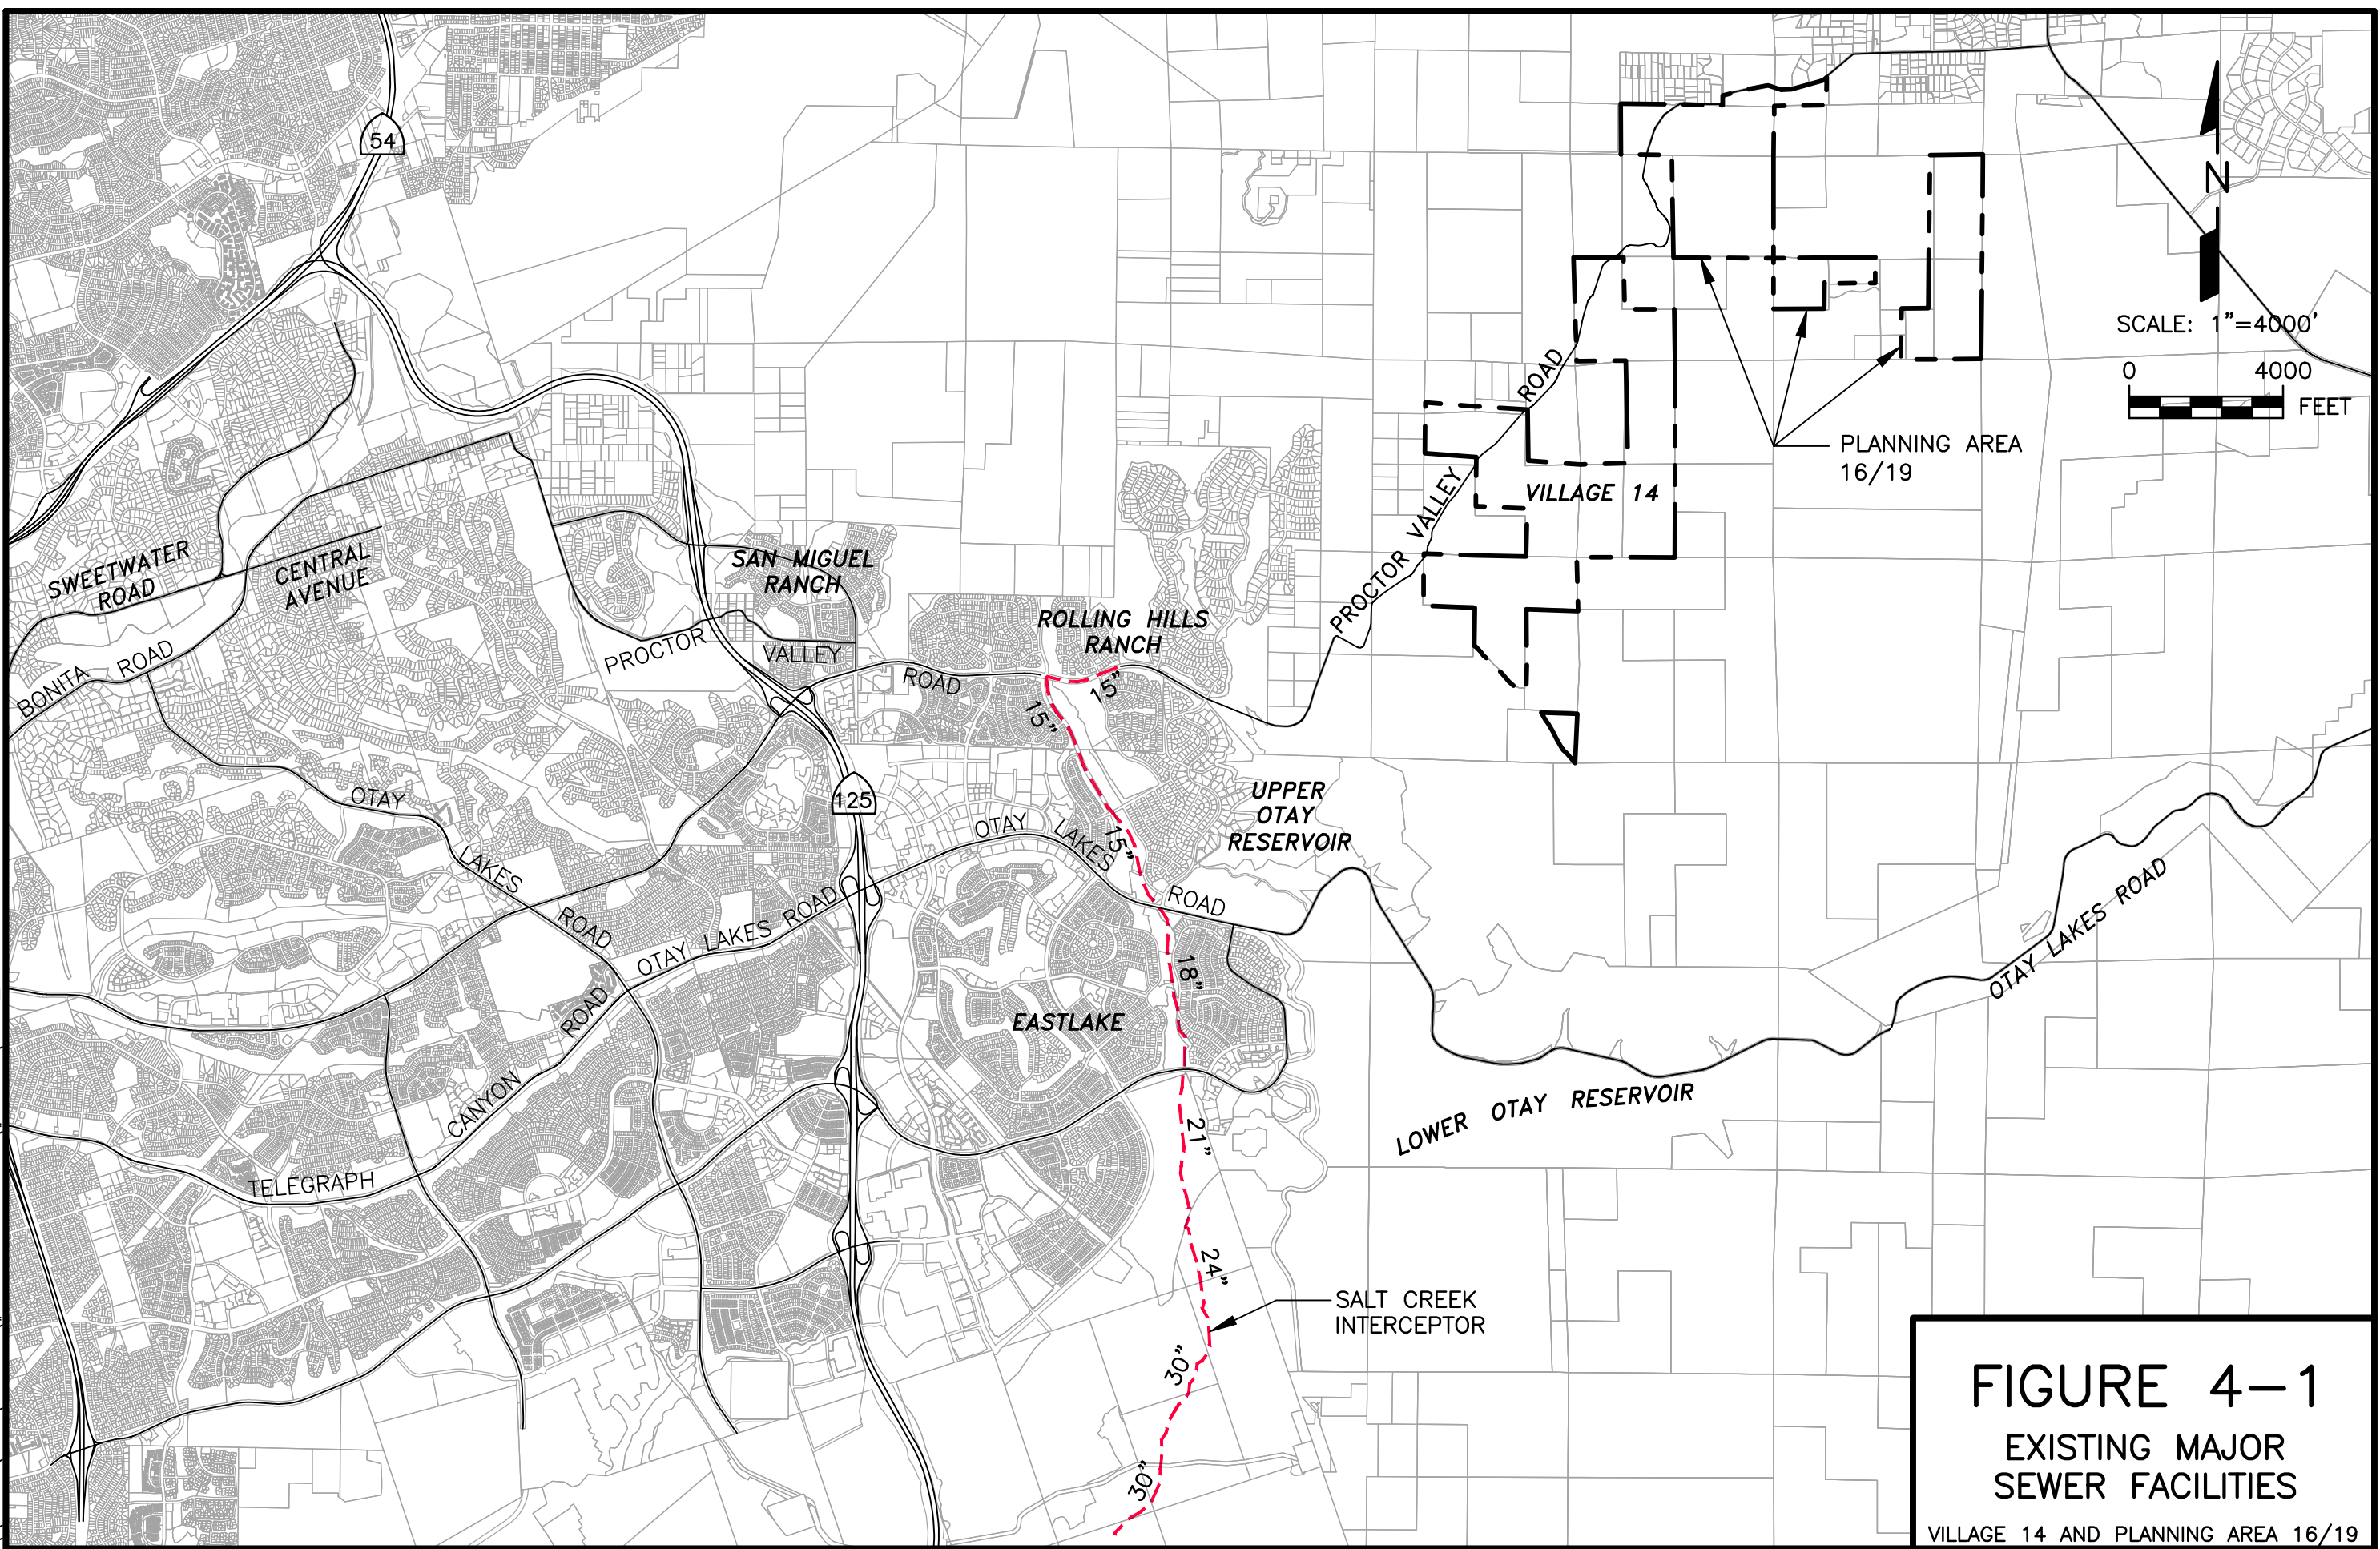 54
N
SCALE: 1"=4000'
0 4000
FEET
PLANNING AREA
16/19
VILLAGE 14
PROCTOR VALLEY ROAD
SWEETWATER
ROAD
CENTRAL
AVENUE
SAN MIGUEL
RANCH
ROLLING HILLS
RANCH
BONITA ROAD
PROCTOR VALLEY ROAD
15"
15"
125
UPPER
OTAY
RESERVOIR
OTAY LAKES ROAD
OTAY LAKES ROAD
15"
OTAY LAKES ROAD
18"
OTAY LAKES ROAD
EASTLAKE
TELEGRAPH CANYON ROAD
21"
LOWER OTAY RESERVOIR
24"
SALT CREEK
INTERCEPTOR
30"
30"
FIGURE 4-1
EXISTING MAJOR
SEWER FACILITIES
VILLAGE 14 AND PLANNING AREA 16/19